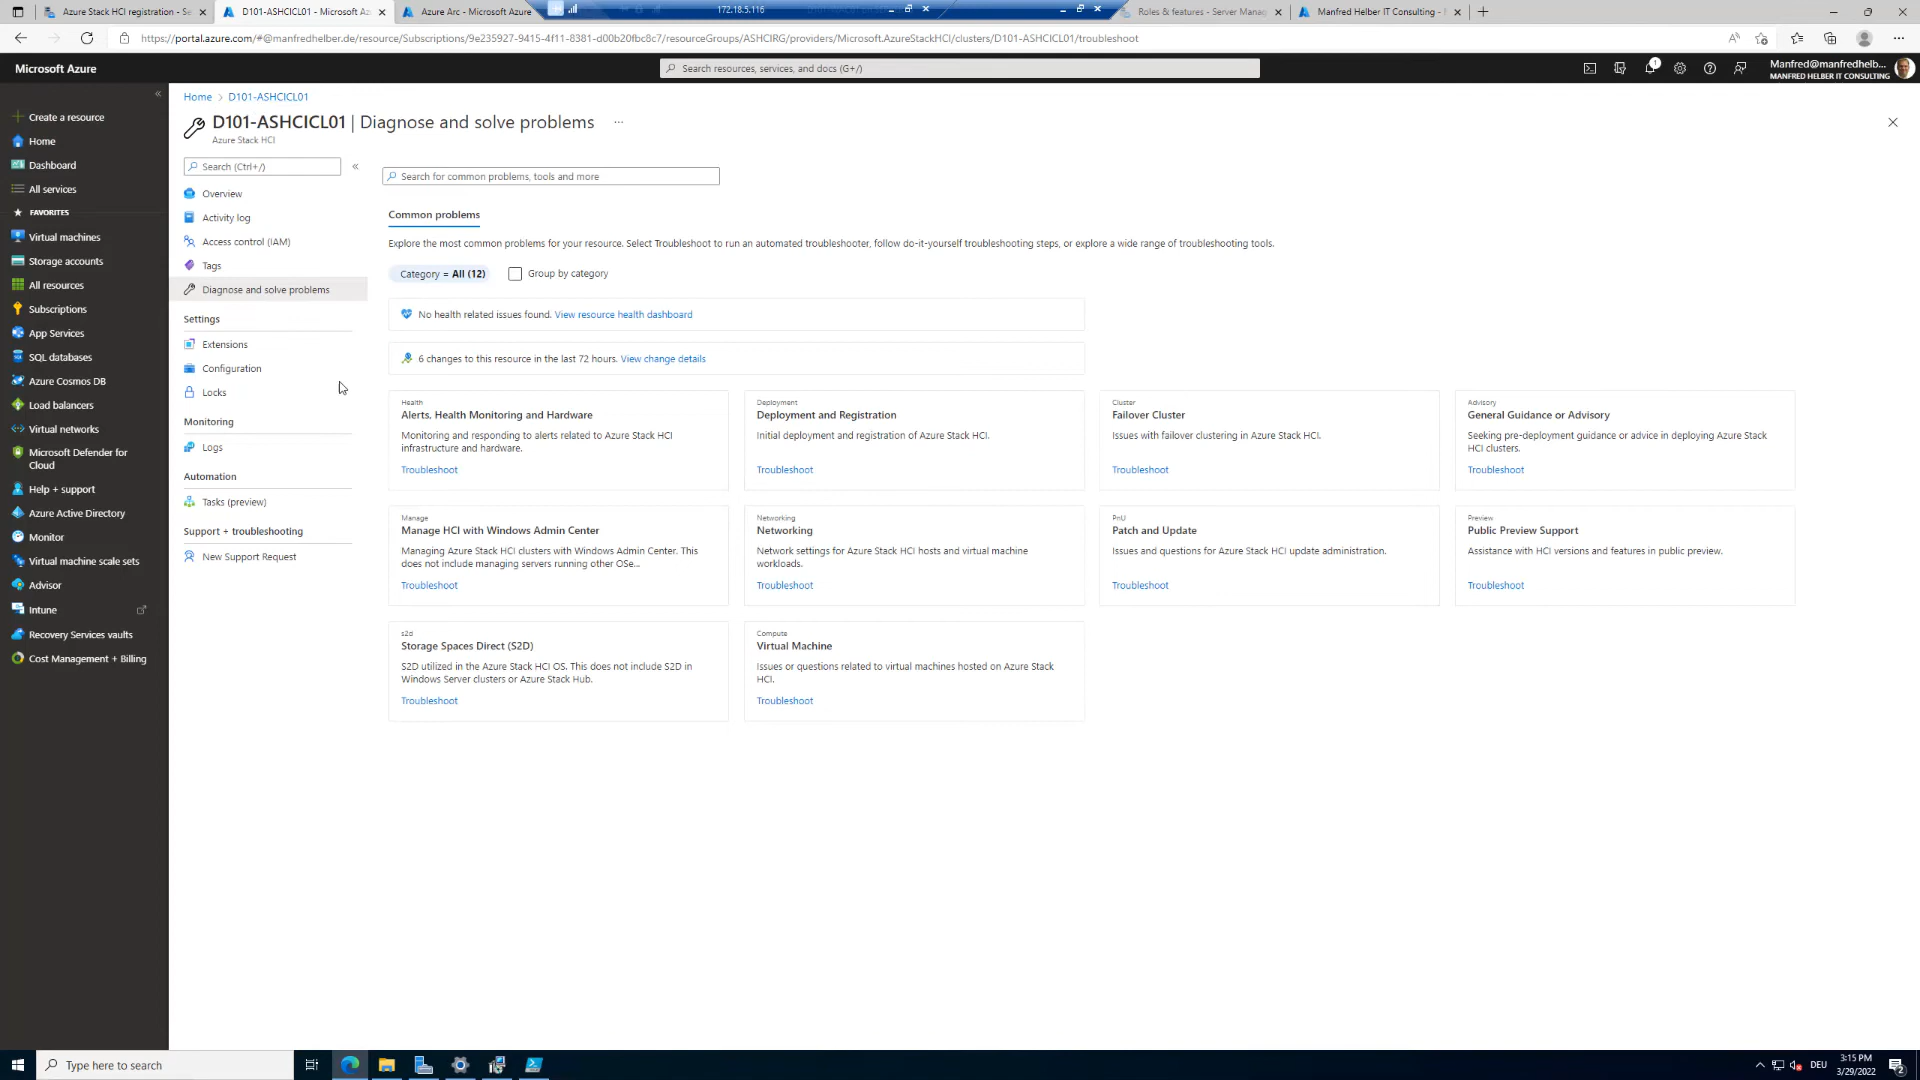 Azure Stack HCI registration - Se
D101-ASHCICL01 - Microsoft Az
Azure Arc - Microsoft Azure
172.18.5.116
Roles & features - Server Manag
Manfred Helber IT Consulting -
https://portal.azure.com/#@manfredhelber.de/resource/Subscriptions/9e235927-9415-4f11-8381-d00b20fbc8c7/resourceGroups/ASHCIRG/providers/Microsoft.AzureStackHCI/clusters/D101-ASHCICL01/troubleshoot
Microsoft Azure
Search resources, services, and docs (G+/)
1
Manfred@manfredhelb...
MANFRED HELBER IT CONSULTING
Create a resource
Home
Dashboard
All services
FAVORITES
Virtual machines
Storage accounts
All resources
Subscriptions
App Services
SQL databases
Azure Cosmos DB
Load balancers
Virtual networks
Microsoft Defender for
Cloud
Help + support
Azure Active Directory
Monitor
Virtual machine scale sets
Advisor
Intune
Recovery Services vaults
Cost Management + Billing
Home > D101-ASHCICL01
D101-ASHCICL01 | Diagnose and solve problems ...
Azure Stack HCI
Search (Ctrl+/)
Overview
Activity log
Access control (IAM)
Tags
Diagnose and solve problems
Settings
Extensions
Configuration
Locks
Monitoring
Logs
Automation
Tasks (preview)
Support + troubleshooting
New Support Request
Search for common problems, tools and more
Common problems
Explore the most common problems for your resource. Select Troubleshoot to run an automated troubleshooter, follow do-it-yourself troubleshooting steps, or explore a wide range of troubleshooting tools.
Category = All (12)
Group by category
No health related issues found. View resource health dashboard
6 changes to this resource in the last 72 hours. View change details
Health
Alerts, Health Monitoring and Hardware
Monitoring and responding to alerts related to Azure Stack HCI
infrastructure and hardware.
Troubleshoot
Deployment
Deployment and Registration
Initial deployment and registration of Azure Stack HCI.
Troubleshoot
Cluster
Failover Cluster
Issues with failover clustering in Azure Stack HCI.
Troubleshoot
Advisory
General Guidance or Advisory
Seeking pre-deployment guidance or advice in deploying Azure Stack
HCI clusters.
Troubleshoot
Manage
Manage HCI with Windows Admin Center
Managing Azure Stack HCI clusters with Windows Admin Center. This
does not include managing servers running other OSe...
Troubleshoot
Networking
Networking
Network settings for Azure Stack HCI hosts and virtual machine
workloads.
Troubleshoot
PnU
Patch and Update
Issues and questions for Azure Stack HCI update administration.
Troubleshoot
Preview
Public Preview Support
Assistance with HCI versions and features in public preview.
Troubleshoot
s2d
Storage Spaces Direct (S2D)
S2D utilized in the Azure Stack HCI OS. This does not include S2D in
Windows Server clusters or Azure Stack Hub.
Troubleshoot
Compute
Virtual Machine
Issues or questions related to virtual machines hosted on Azure Stack
HCI.
Troubleshoot
Type here to search
DEU
3:15 PM
3/29/2022
2